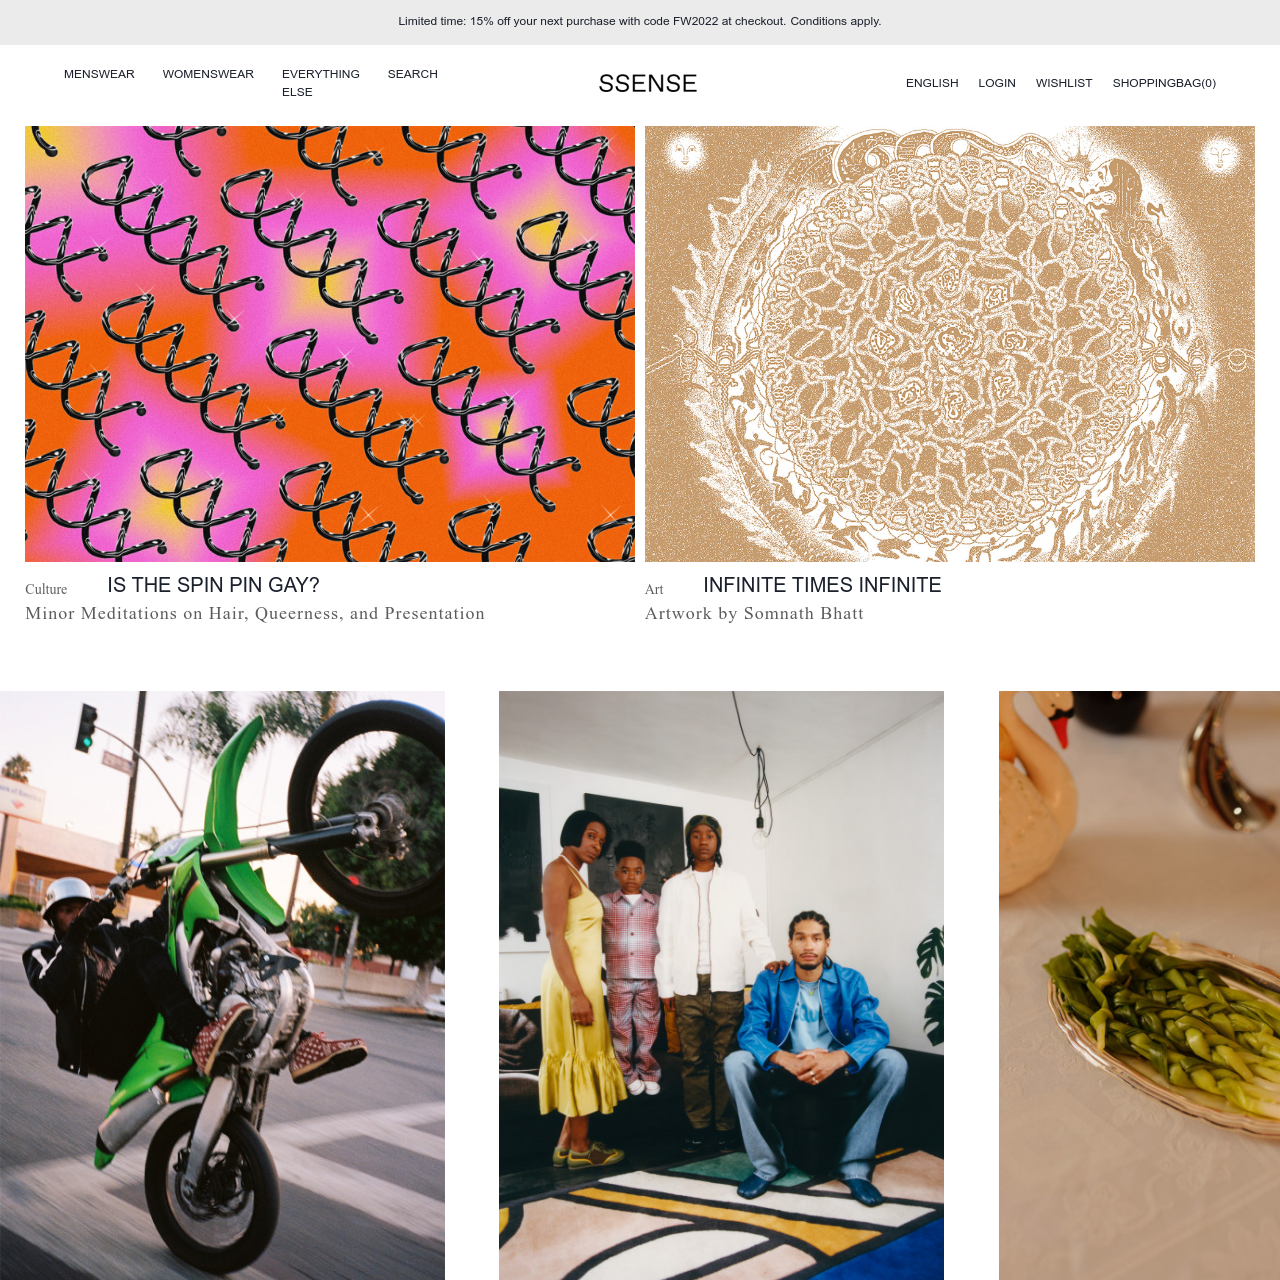 Limited time: 15% off your next purchase with code FW2022 at checkout. Conditions apply.
MENSWEAR
WOMENSWEAR
EVERYTHING
ELSE
SEARCH
SSENSE
ENGLISH
LOGIN
WISHLIST
SHOPPINGBAG(0)
Culture
IS THE SPIN PIN GAY?
Minor Meditations on Hair, Queerness, and Presentation
Art
INFINITE TIMES INFINITE
Artwork by Somnath Bhatt